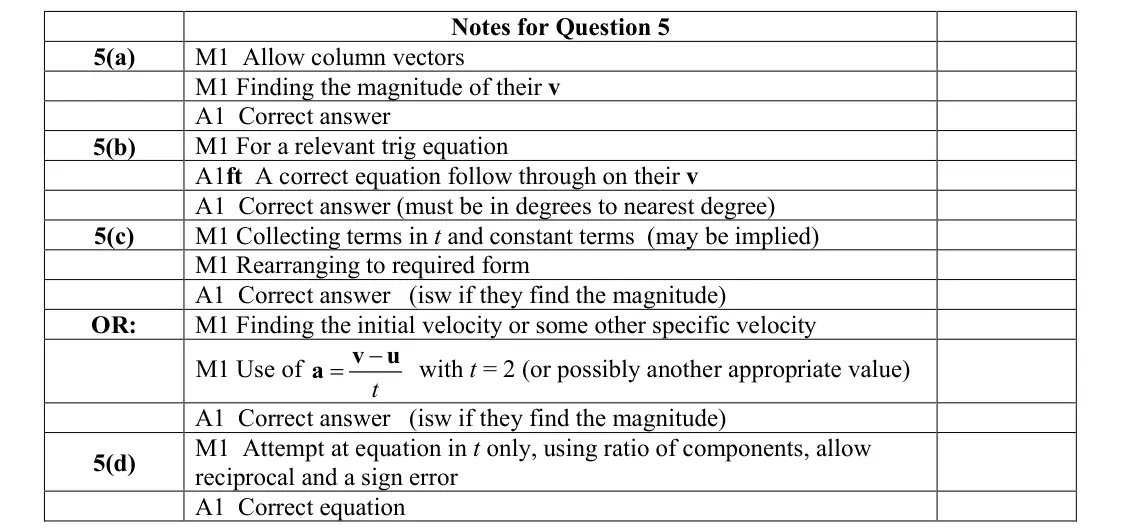 Notes for Question 5
5(a) M1 Allow column vectors
M1 Finding the magnitude of their v
A1 Correct answer
5(b) M1 For a relevant trig equation
A1ft A correct equation follow through on their v
A1 Correct answer (must be in degrees to nearest degree)
5(c) M1 Collecting terms in t and constant terms (may be implied)
M1 Rearranging to required form
A1 Correct answer (isw if they find the magnitude)
OR: M1 Finding the initial velocity or some other specific velocity
M1 Use of a = (v − u)/t with t = 2 (or possibly another appropriate value)
A1 Correct answer (isw if they find the magnitude)
5(d) M1 Attempt at equation in t only, using ratio of components, allow
reciprocal and a sign error
A1 Correct equation